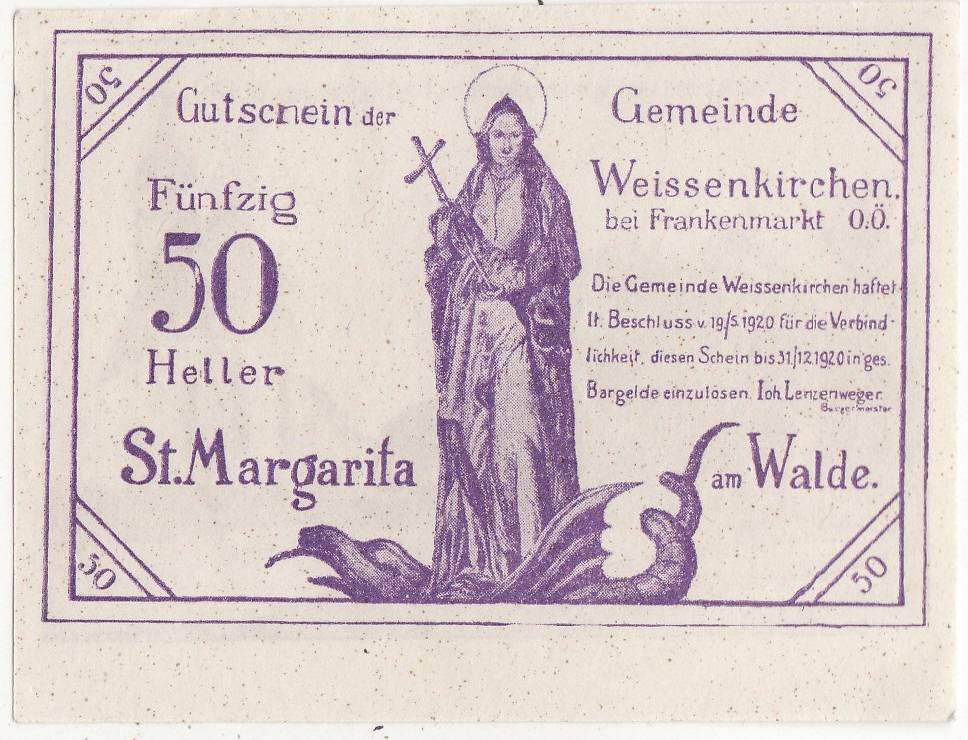 50
50
Gutschein der Gemeinde
Fünfzig
50
Heller
Weissenkirchen.
bei Frankenmarkt O.Ö.
Die Gemeinde Weissenkirchen haftet
lt. Beschluss v. 19./5.1920 für die Verbind-
lichkeit, diesen Schein bis 31./12.1920 in ges.
Bargelde einzulösen. Joh. Lenzenweger.
Bürgermeister
St. Margarita am Walde.
50
50